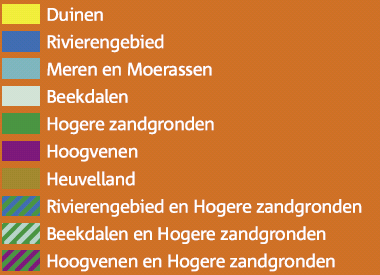 Duinen
Rivierengebied
Meren en Moerassen
Beekdalen
Hogere zandgronden
Hoogvenen
Heuvelland
Rivierengebied en Hogere zandgronden
Beekdalen en Hogere zandgronden
Hoogvenen en Hogere zandgronden